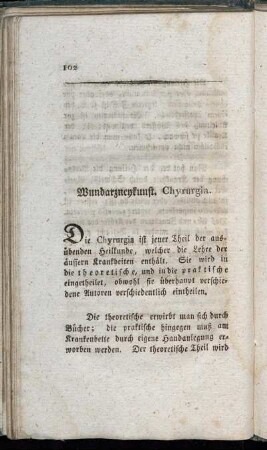 102
Wundarzneykunst. Chyrurgia.
Die Chyrurgia ist jener Theil der aus-
übenden Heilkunde, welcher die Lehre der
äussern Krankheiten enthält. Sie wird in
die theoretische, und in die praktische
eingetheilet, obwohl sie überhaupt verschie-
dene Autoren verschiedentlich eintheilen.
Die theoretische erwirbt man sich durch
Bücher; die praktische hingegen muß am
Krankenbette durch eigene Handanlegung er-
worben werden. Der theoretische Theil wird